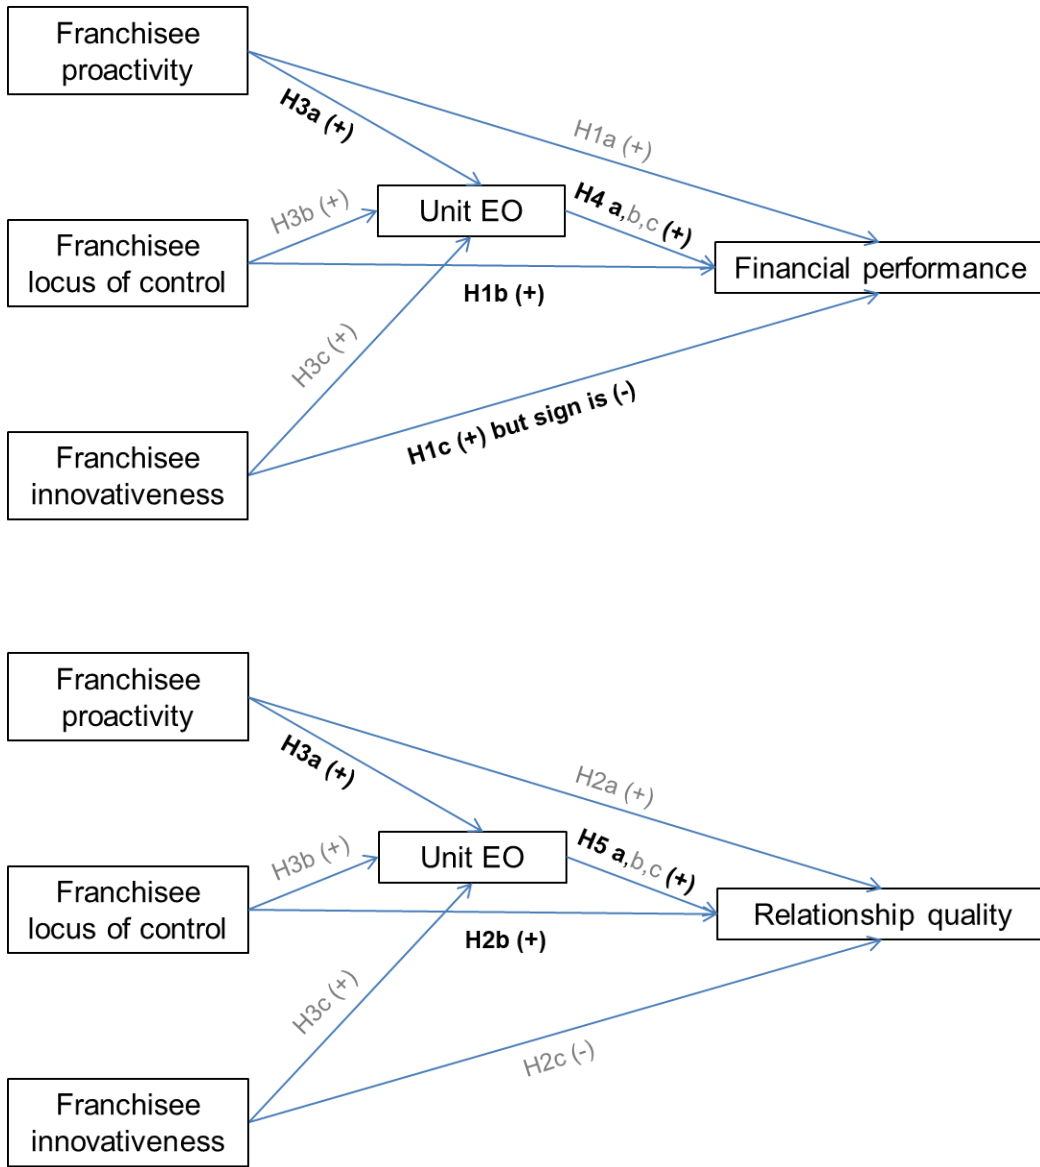 Franchisee
proactivity
H3a (+)
H1a (+)
H3b (+)
Unit EO
H4 a,b,c (+)
Franchisee
locus of control
Financial performance
H1b (+)
H3c (+)
H1c (+) but sign is (-)
Franchisee
innovativeness
Franchisee
proactivity
H3a (+)
H2a (+)
H3b (+)
Unit EO
H5 a,b,c (+)
Franchisee
locus of control
Relationship quality
H2b (+)
H3c (+)
H2c (-)
Franchisee
innovativeness